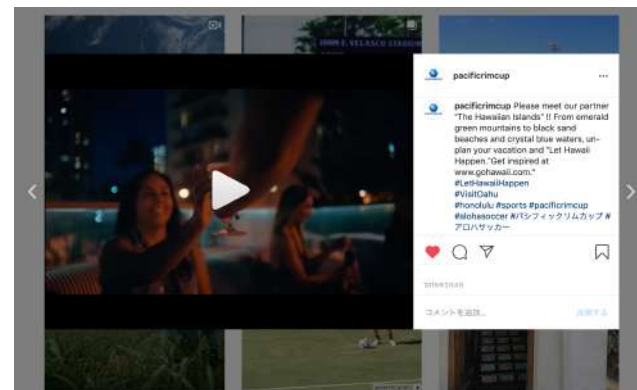 JOHN E. VELASCO STADIUM
pacificrimcup
pacificrimcup Please meet our partner
"The Hawaiian Islands" !! From emerald
green mountains to black sand
beaches and crystal blue waters, un-
plan your vacation and "Let Hawaii
Happen."Get inspired at
www.gohawaii.com."
#LetHawaiiHappen
#VisitOahu
#honolulu #sports #pacificrimcup
#alohasoccer #パシフィックリムカップ #
アロハサッカー
コメントを追加...
投稿する